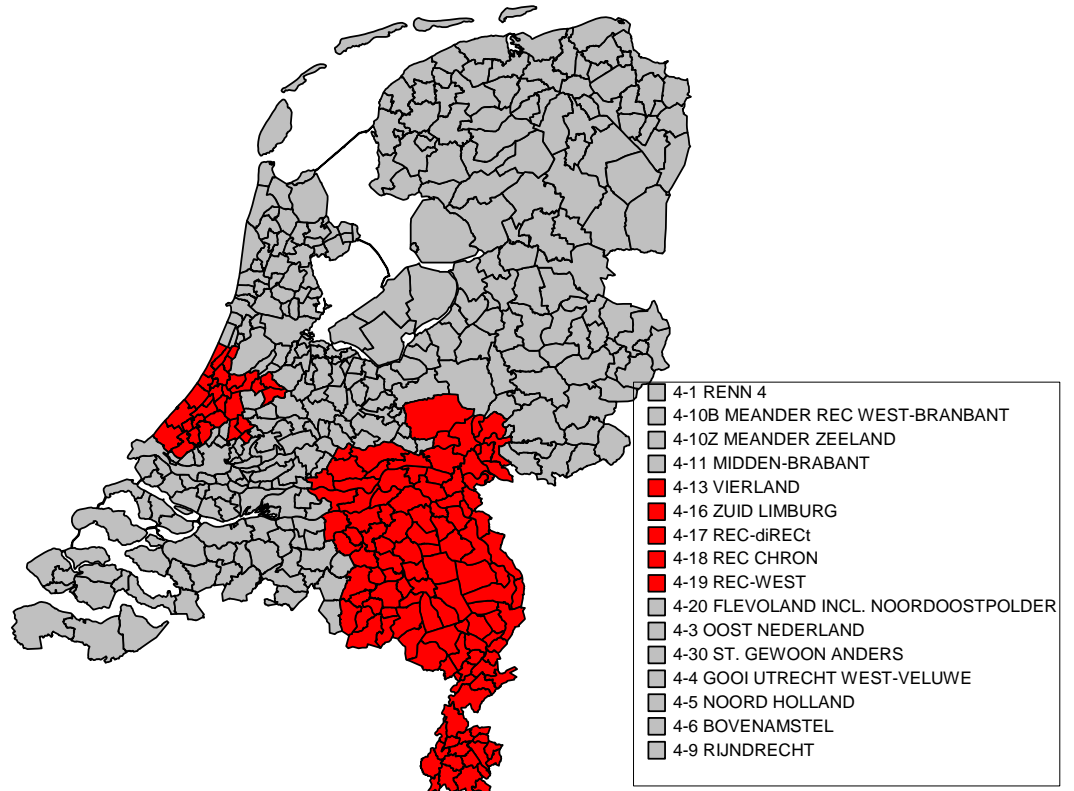 4-1 RENN 4
4-10B MEANDER REC WEST-BRANBANT
4-10Z MEANDER ZEELAND
4-11 MIDDEN-BRABANT
4-13 VIERLAND
4-16 ZUID LIMBURG
4-17 REC-diRECt
4-18 REC CHRON
4-19 REC-WEST
4-20 FLEVOLAND INCL. NOORDOOSTPOLDER
4-3 OOST NEDERLAND
4-30 ST. GEWOON ANDERS
4-4 GOOI UTRECHT WEST-VELUWE
4-5 NOORD HOLLAND
4-6 BOVENAMSTEL
4-9 RIJNDRECHT